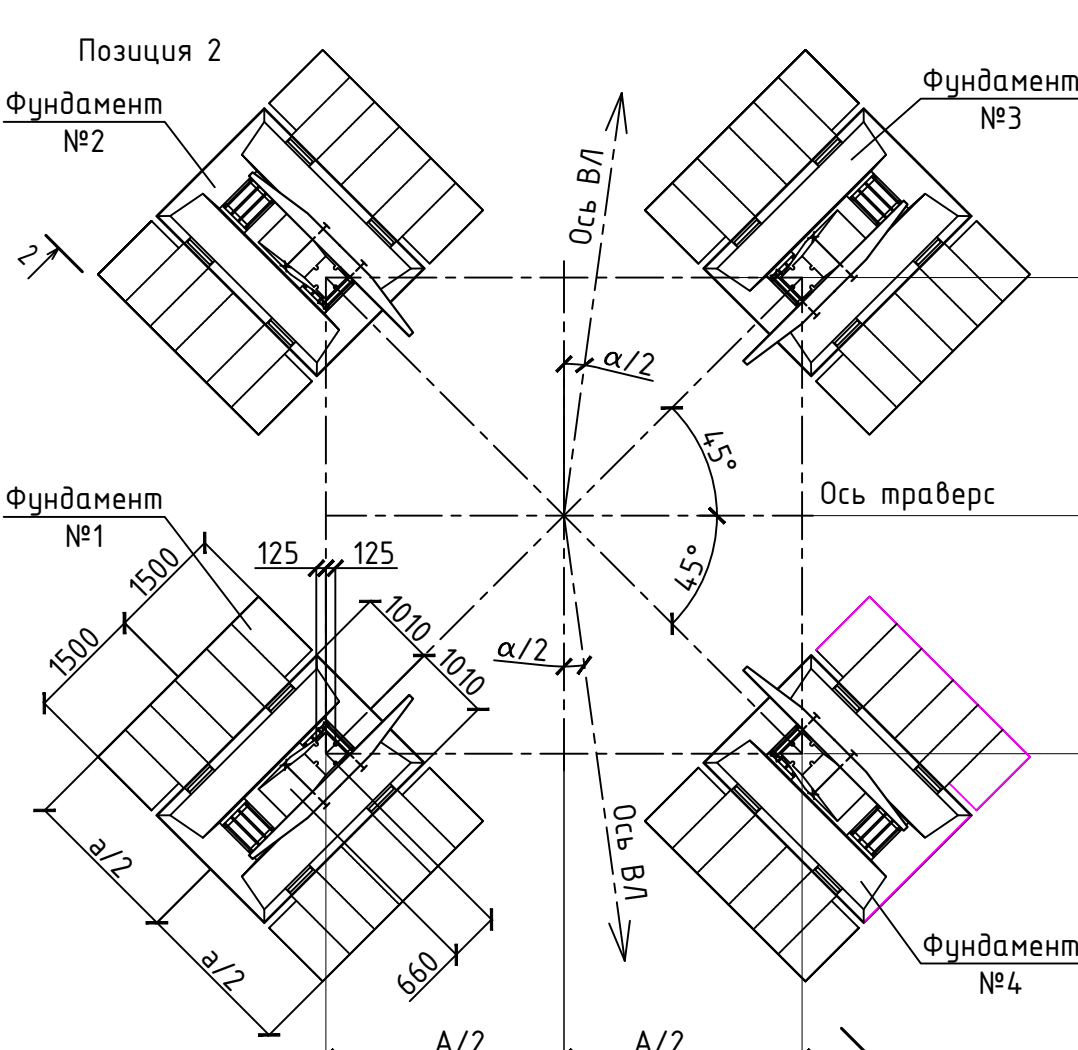 Позиция 2
Фундамент
№2
Фундамент
№3
Ось ВЛ
2
α/2
45°
Ось траверс
Фундамент
№1
125
125
1500
1500
45°
1010
1010
α/2
Ось ВЛ
а/2
а/2
660
Фундамент
№4
А/2
А/2